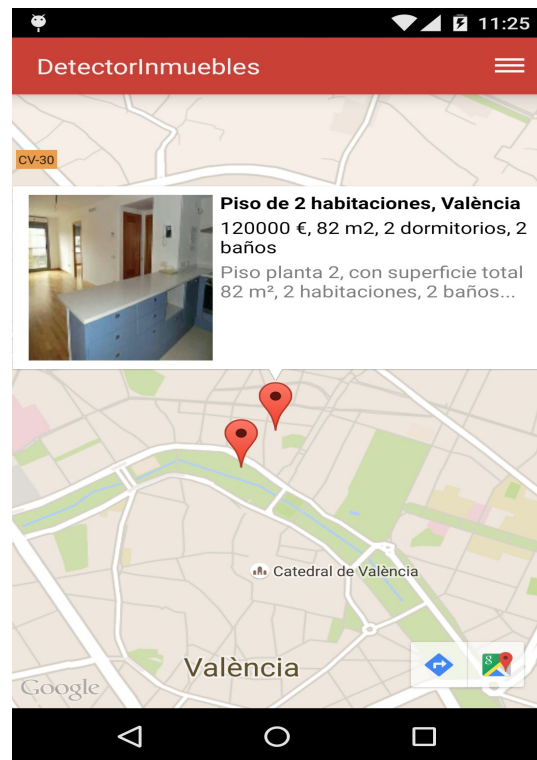 11:25
DetectorInmuebles
CV-30
Piso de 2 habitaciones, València
120000 €, 82 m2, 2 dormitorios, 2
baños
Piso planta 2, con superficie total
82 m², 2 habitaciones, 2 baños...
Catedral de València
València
Google
8